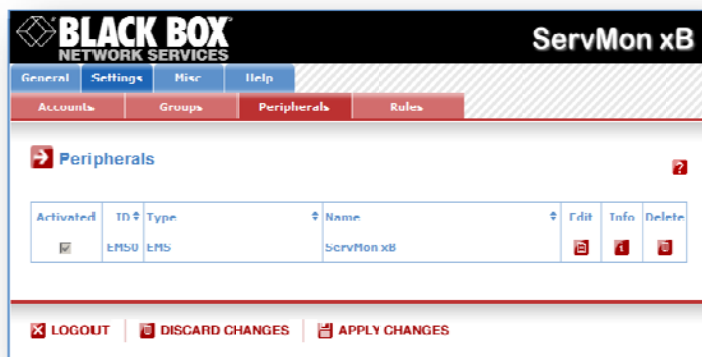 BLACK BOX®
NETWORK SERVICES
ServMon xB
General Settings Misc Help
Accounts Groups Peripherals Rules
Peripherals
?
Activated ID Type Name Edit Info Delete
EMS0 EMS ServMon xB
LOGOUT DISCARD CHANGES APPLY CHANGES